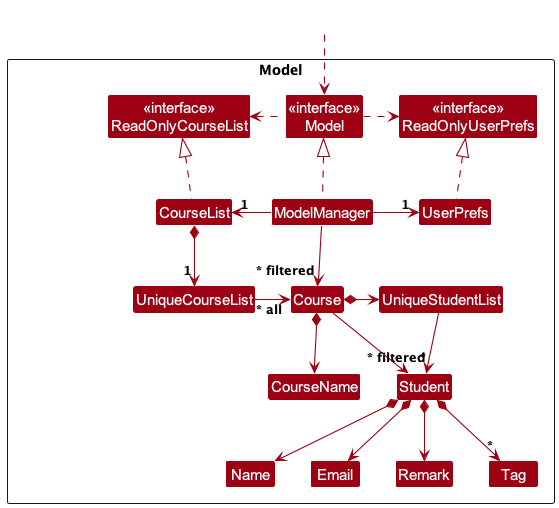 Model
«interface»
ReadOnlyCourseList
«interface»
Model
«interface»
ReadOnlyUserPrefs
CourseList
1
ModelManager
1
UserPrefs
1
* filtered
UniqueCourseList
* all
Course
UniqueStudentList
* filtered
*
CourseName
Student
*
Name
Email
Remark
Tag